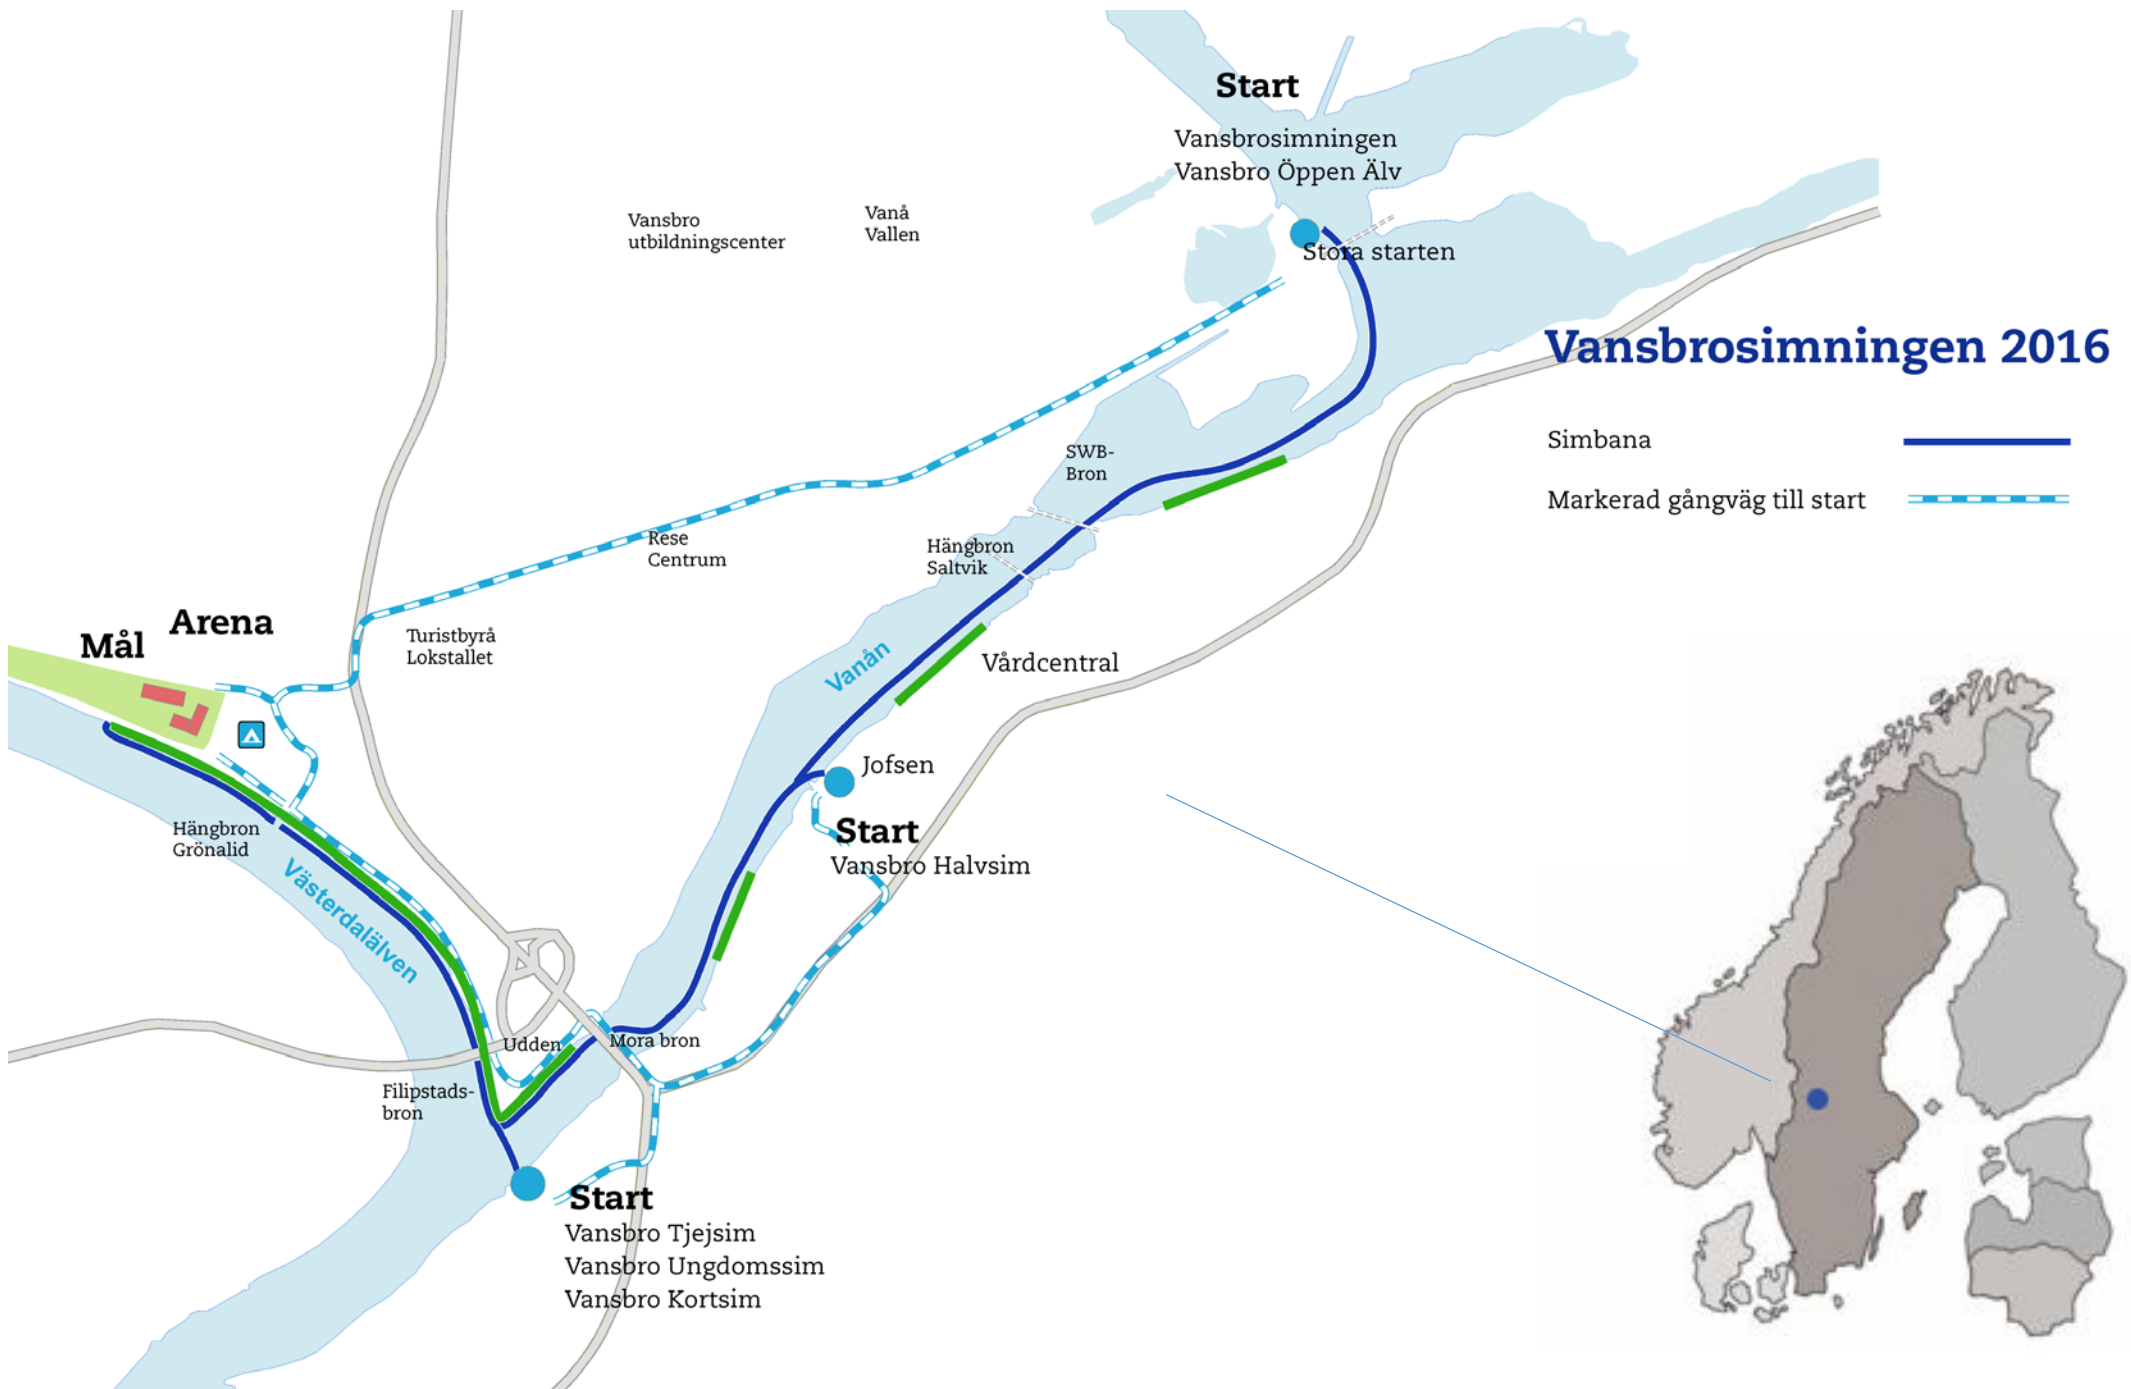 Start
Vansbrosimningen
Vansbro Öppen Älv
Vansbro
utbildningscenter
Vanå
Vallen
Stora starten
Vansbrosimningen 2016
Simbana
Markerad gångväg till start
SWB-
Bron
Rese
Centrum
Hängbron
Saltvik
Arena
Mål
Turistbyrå
Lokstallet
Vanån
Vårdcentral
Jofsen
Start
Vansbro Halvsim
Hängbron
Grönalid
Västerdalälven
Udden
Mora bron
Filipstads-
bron
Start
Vansbro Tjejsim
Vansbro Ungdomssim
Vansbro Kortsim